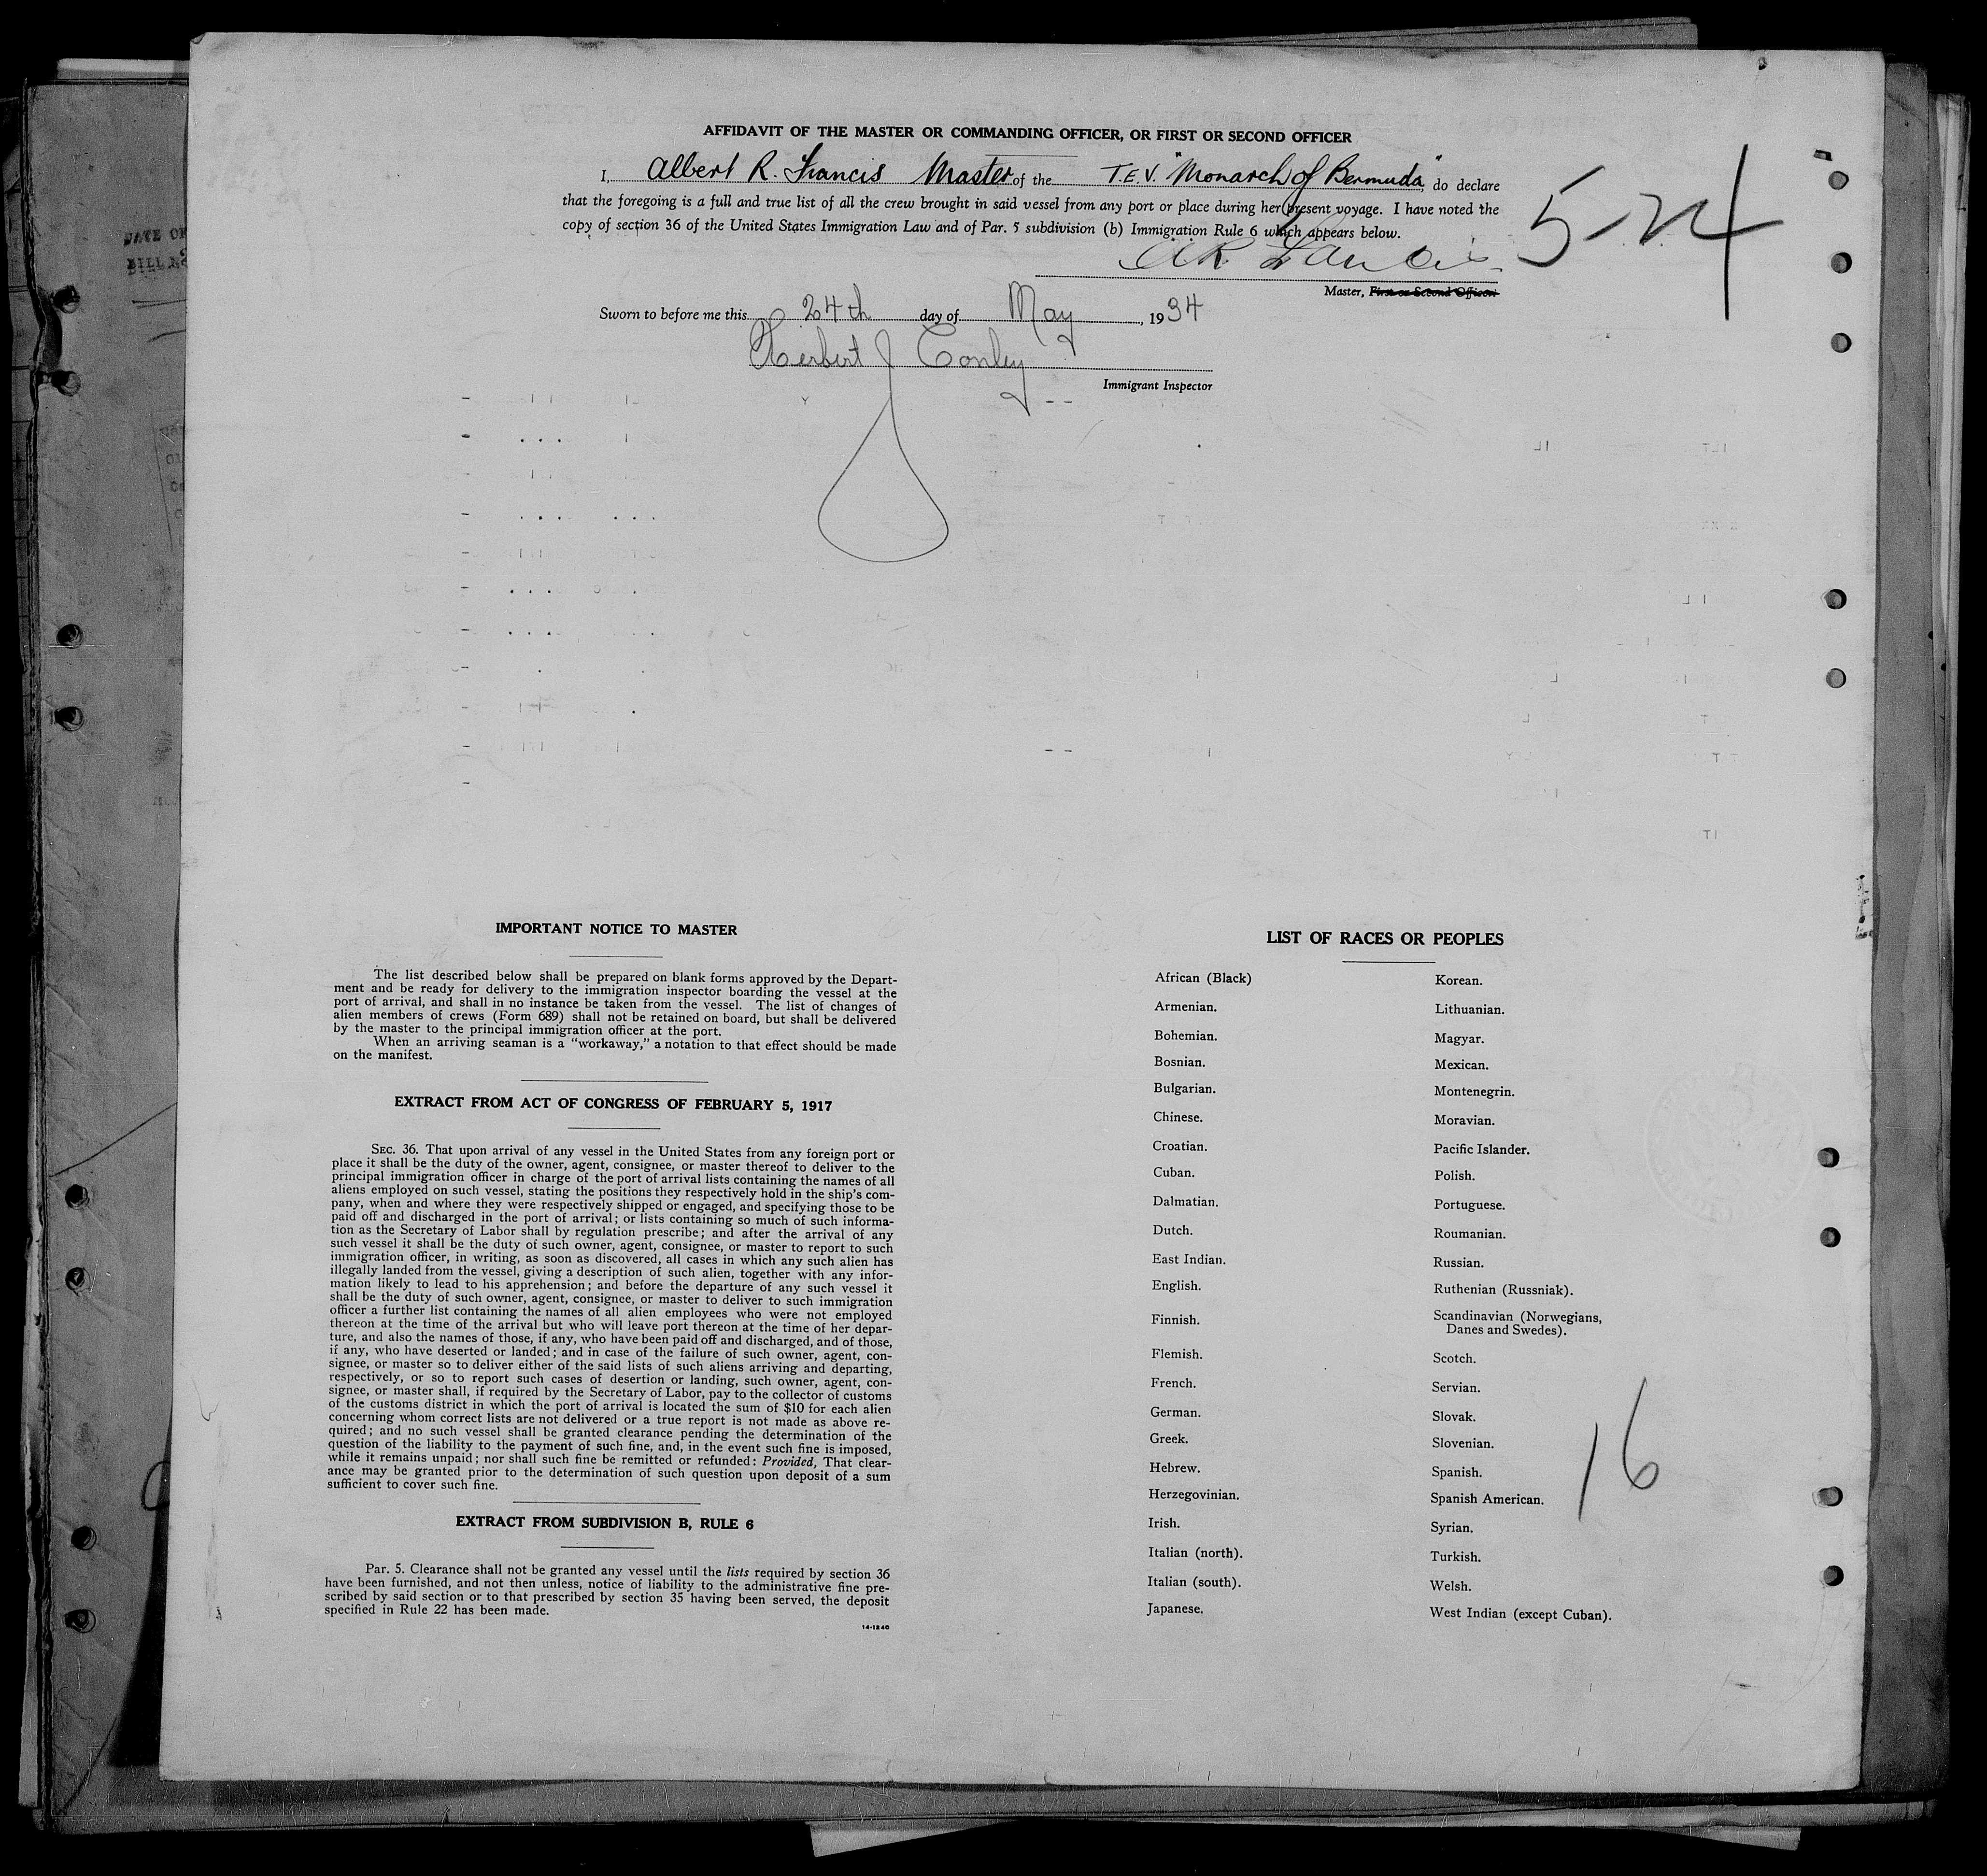 AFFIDAVIT OF THE MASTER OR COMMANDING OFFICER, OR FIRST OR SECOND OFFICER
I, Albert R. Francis Master of the T.E.V. "Monarch of Bermuda", do declare
that the foregoing is a full and true list of all the crew brought in said vessel from any port or place during her present voyage. I have noted the
copy of section 36 of the United States Immigration Law and of Par. 5 subdivision (b) Immigration Rule 6 which appears below.
AR Francis
Master, First or Second Officer
5-24
Sworn to before me this 24th day of May, 1934
Herbert J Conley
Immigrant Inspector
IMPORTANT NOTICE TO MASTER
The list described below shall be prepared on blank forms approved by the Depart-
ment and be ready for delivery to the immigration inspector boarding the vessel at the
port of arrival, and shall in no instance be taken from the vessel. The list of changes of
alien members of crews (Form 689) shall not be retained on board, but shall be delivered
by the master to the principal immigration officer at the port.
When an arriving seaman is a "workaway," a notation to that effect should be made
on the manifest.
EXTRACT FROM ACT OF CONGRESS OF FEBRUARY 5, 1917
SEC. 36. That upon arrival of any vessel in the United States from any foreign port or
place it shall be the duty of the owner, agent, consignee, or master thereof to deliver to the
principal immigration officer in charge of the port of arrival lists containing the names of all
aliens employed on such vessel, stating the positions they respectively hold in the ship's com-
pany, when and where they were respectively shipped or engaged, and specifying those to be
paid off and discharged in the port of arrival; or lists containing so much of such informa-
tion as the Secretary of Labor shall by regulation prescribe; and after the arrival of any
such vessel it shall be the duty of such owner, agent, consignee, or master to report to such
immigration officer, in writing, as soon as discovered, all cases in which any such alien has
illegally landed from the vessel, giving a description of such alien, together with any infor-
mation likely to lead to his apprehension; and before the departure of any such vessel it
shall be the duty of such owner, agent, consignee, or master to deliver to such immigration
officer a further list containing the names of all alien employees who were not employed
thereon at the time of the arrival but who will leave port thereon at the time of her depar-
ture, and also the names of those, if any, who have been paid off and discharged, and of those,
if any, who have deserted or landed; and in case of the failure of such owner, agent, con-
signee, or master so to deliver either of the said lists of such aliens arriving and departing,
respectively, or so to report such cases of desertion or landing, such owner, agent, con-
signee, or master shall, if required by the Secretary of Labor, pay to the collector of customs
of the customs district in which the port of arrival is located the sum of $10 for each alien
concerning whom correct lists are not delivered or a true report is not made as above re-
quired; and no such vessel shall be granted clearance pending the determination of the
question of the liability to the payment of such fine, and, in the event such fine is imposed,
while it remains unpaid; nor shall such fine be remitted or refunded: Provided, That clear-
ance may be granted prior to the determination of such question upon deposit of a sum
sufficient to cover such fine.
EXTRACT FROM SUBDIVISION B, RULE 6
Par. 5. Clearance shall not be granted any vessel until the lists required by section 36
have been furnished, and not then unless, notice of liability to the administrative fine pre-
scribed by said section or to that prescribed by section 35 having been served, the deposit
specified in Rule 22 has been made.
14-1240
LIST OF RACES OR PEOPLES
African (Black)
Armenian.
Bohemian.
Bosnian.
Bulgarian.
Chinese.
Croatian.
Cuban.
Dalmatian.
Dutch.
East Indian.
English.
Finnish.
Flemish.
French.
German.
Greek.
Hebrew.
Herzegovinian.
Irish.
Italian (north).
Italian (south).
Japanese.
Korean.
Lithuanian.
Magyar.
Mexican.
Montenegrin.
Moravian.
Pacific Islander.
Polish.
Portuguese.
Roumanian.
Russian.
Ruthenian (Russniak).
Scandinavian (Norwegians,
Danes and Swedes).
Scotch.
Servian.
Slovak.
Slovenian.
Spanish.
Spanish American.
Syrian.
Turkish.
Welsh.
West Indian (except Cuban).
16